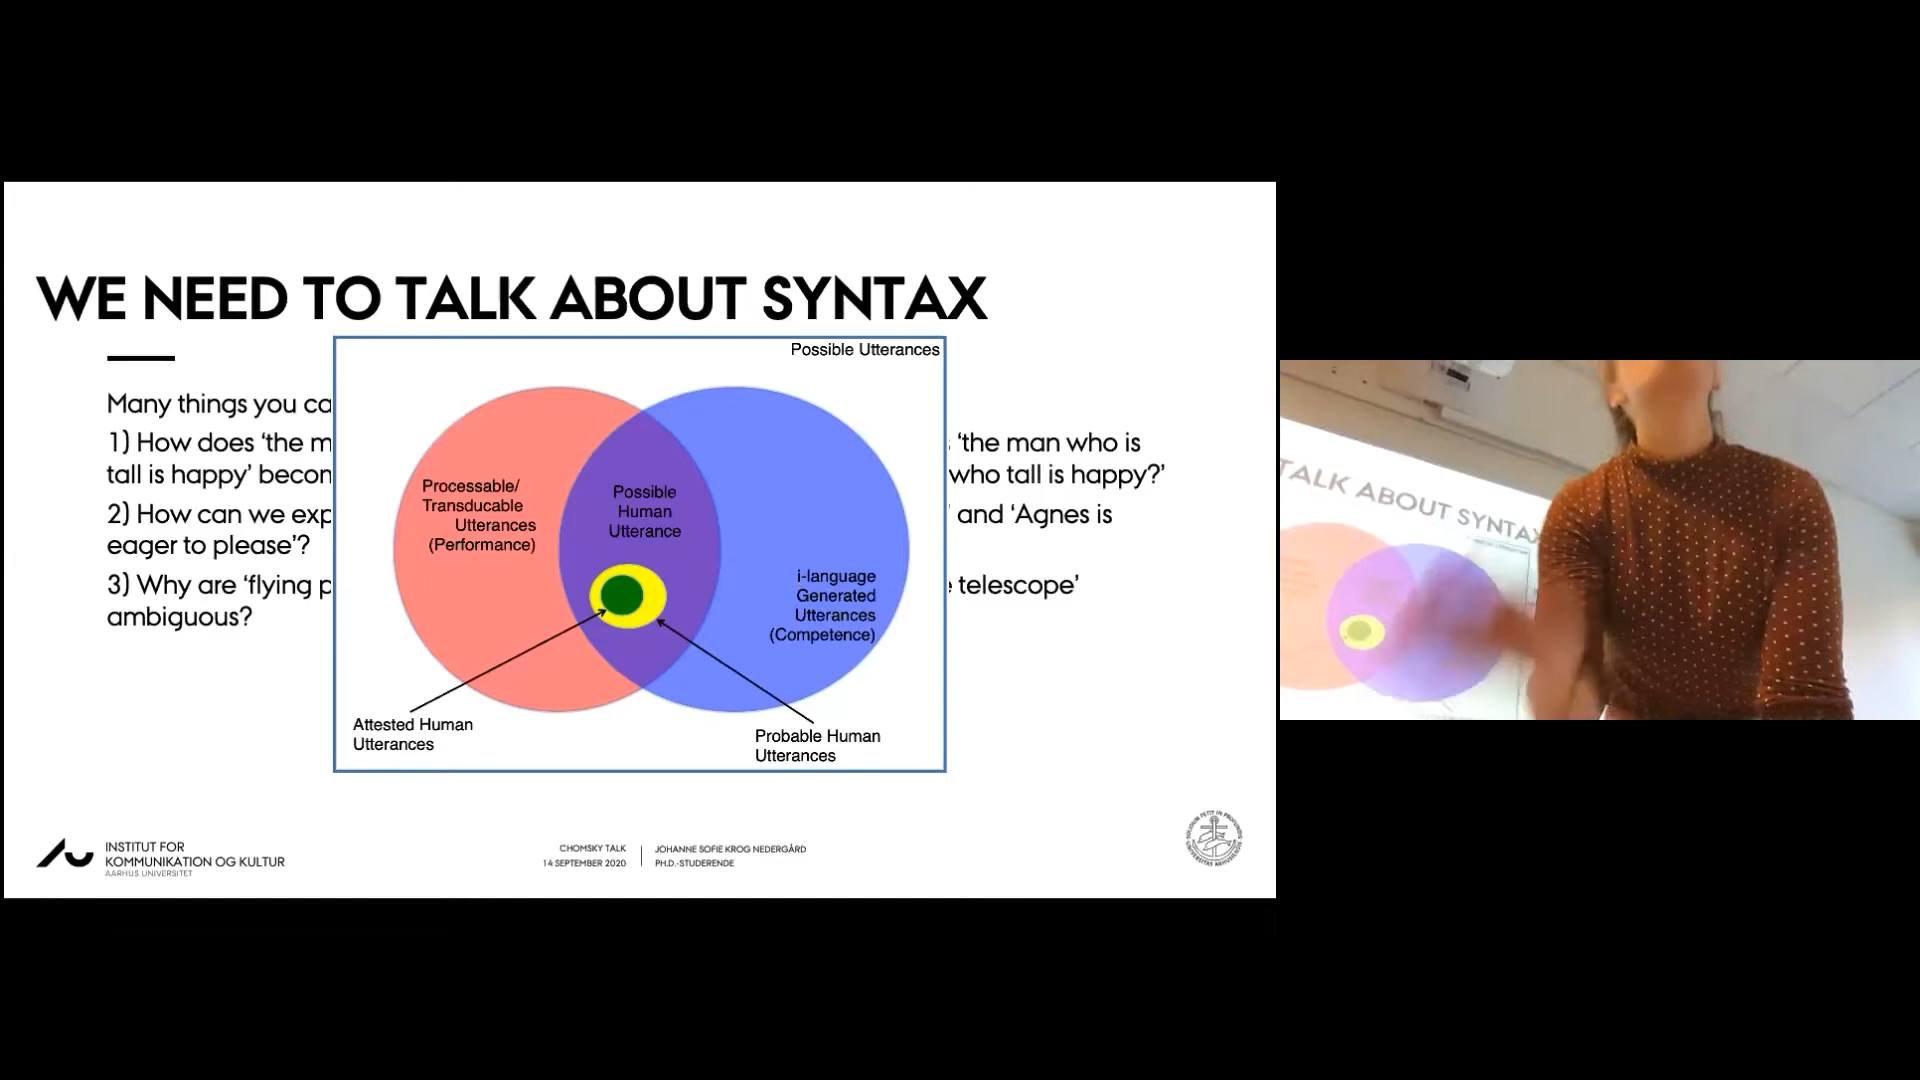 WE NEED TO TALK ABOUT SYNTAX
Possible Utterances
Many things you ca
1) How does ‘the m
‘the man who is
tall is happy’ becom
who tall is happy?’
2) How can we exp
’ and ‘Agnes is
eager to please’?
3) Why are ‘flying p
telescope’
ambiguous?
Processable/
Transducable
Utterances
(Performance)
Possible
Human
Utterance
i-language
Generated
Utterances
(Competence)
Attested Human
Utterances
Probable Human
Utterances
INSTITUT FOR
KOMMUNIKATION OG KULTUR
AARHUS UNIVERSITET
CHOMSKY TALK
14 SEPTEMBER 2020
JOHANNE SOFIE KROG NEDERGÅRD
PH.D.-STUDERENDE
TALK ABOUT SYNTAX